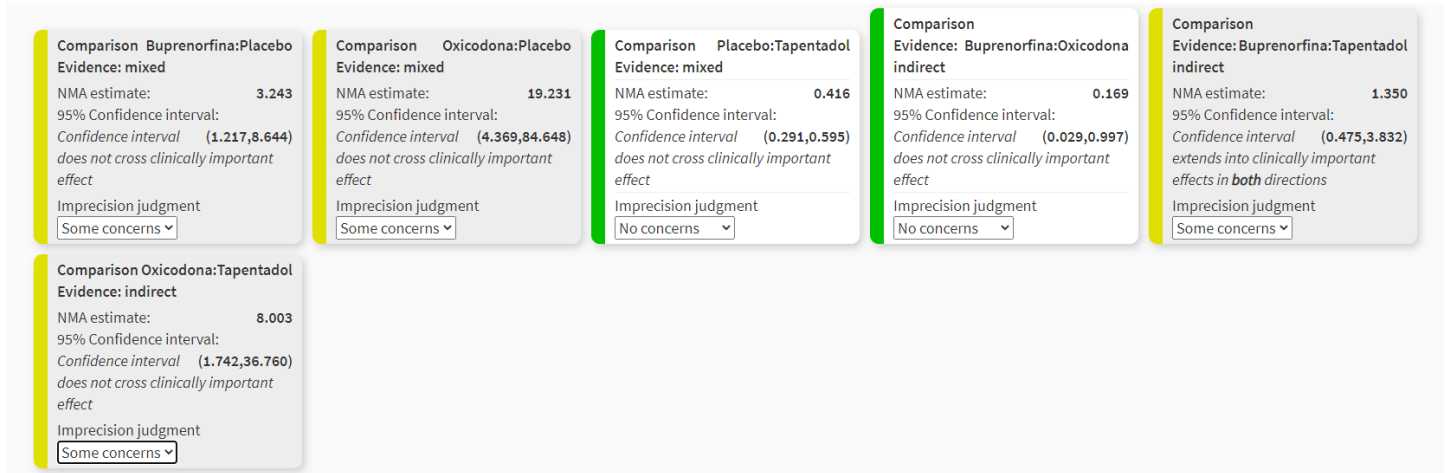 Comparison Buprenorfina:Placebo
Evidence: mixed
NMA estimate: 3.243
95% Confidence interval:
Confidence interval (1.217,8.644)
does not cross clinically important
effect
Imprecision judgment
Some concerns
Comparison Oxicodona:Placebo
Evidence: mixed
NMA estimate: 19.231
95% Confidence interval:
Confidence interval (4.369,84.648)
does not cross clinically important
effect
Imprecision judgment
Some concerns
Comparison Placebo:Tapentadol
Evidence: mixed
NMA estimate: 0.416
95% Confidence interval:
Confidence interval (0.291,0.595)
does not cross clinically important
effect
Imprecision judgment
No concerns
Comparison
Evidence: Buprenorfina:Oxicodona
indirect
NMA estimate: 0.169
95% Confidence interval:
Confidence interval (0.029,0.997)
does not cross clinically important
effect
Imprecision judgment
No concerns
Comparison
Evidence: Buprenorfina:Tapentadol
indirect
NMA estimate: 1.350
95% Confidence interval:
Confidence interval (0.475,3.832)
extends into clinically important
effects in both directions
Imprecision judgment
Some concerns
Comparison Oxicodona:Tapentadol
Evidence: indirect
NMA estimate: 8.003
95% Confidence interval:
Confidence interval (1.742,36.760)
does not cross clinically important
effect
Imprecision judgment
Some concerns